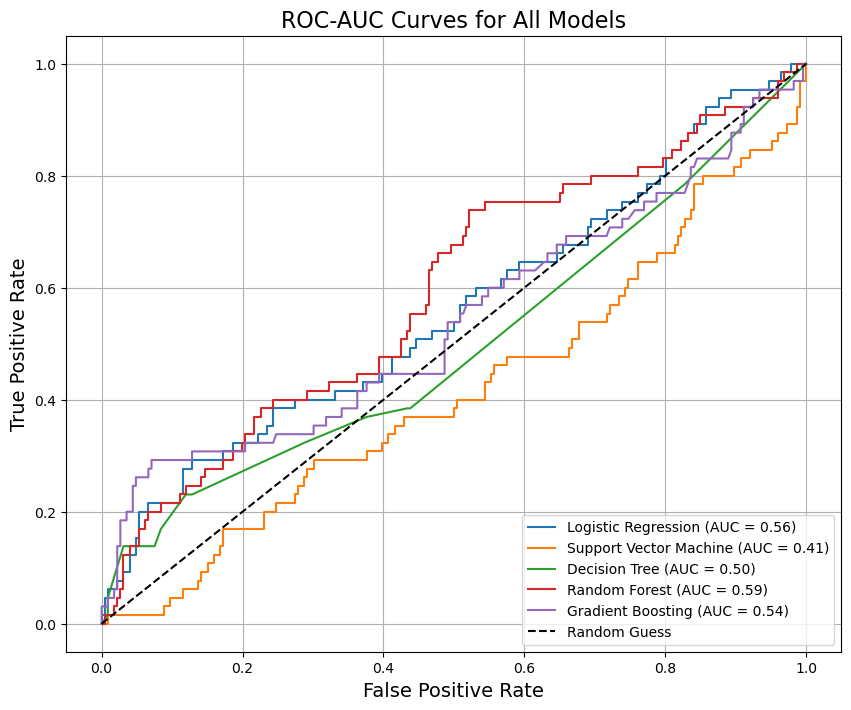 ROC-AUC Curves for All Models
True Positive Rate
1.0
0.8
0.6
0.4
0.2
0.0
Logistic Regression (AUC = 0.56)
Support Vector Machine (AUC = 0.41)
Decision Tree (AUC = 0.50)
Random Forest (AUC = 0.59)
Gradient Boosting (AUC = 0.54)
Random Guess
0.0 0.2 0.4 0.6 0.8 1.0
False Positive Rate